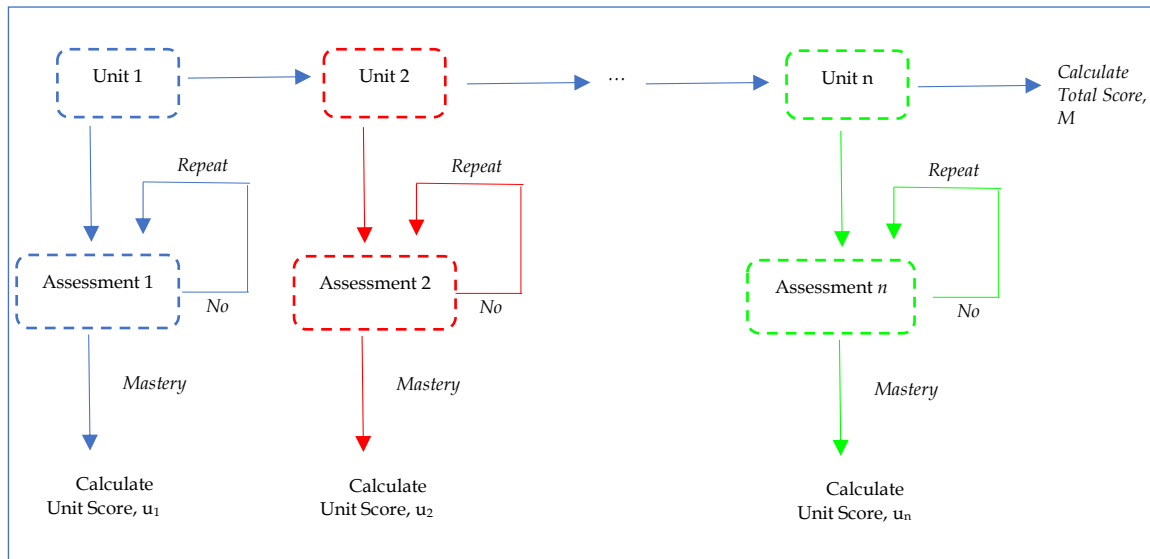 Unit 1
Unit 2
…
Unit n
Calculate
Total Score,
M
Repeat
Repeat
Repeat
Assessment 1
Assessment 2
Assessment n
No
No
No
Mastery
Mastery
Mastery
Calculate
Unit Score, u₁
Calculate
Unit Score, u₂
Calculate
Unit Score, uₙ